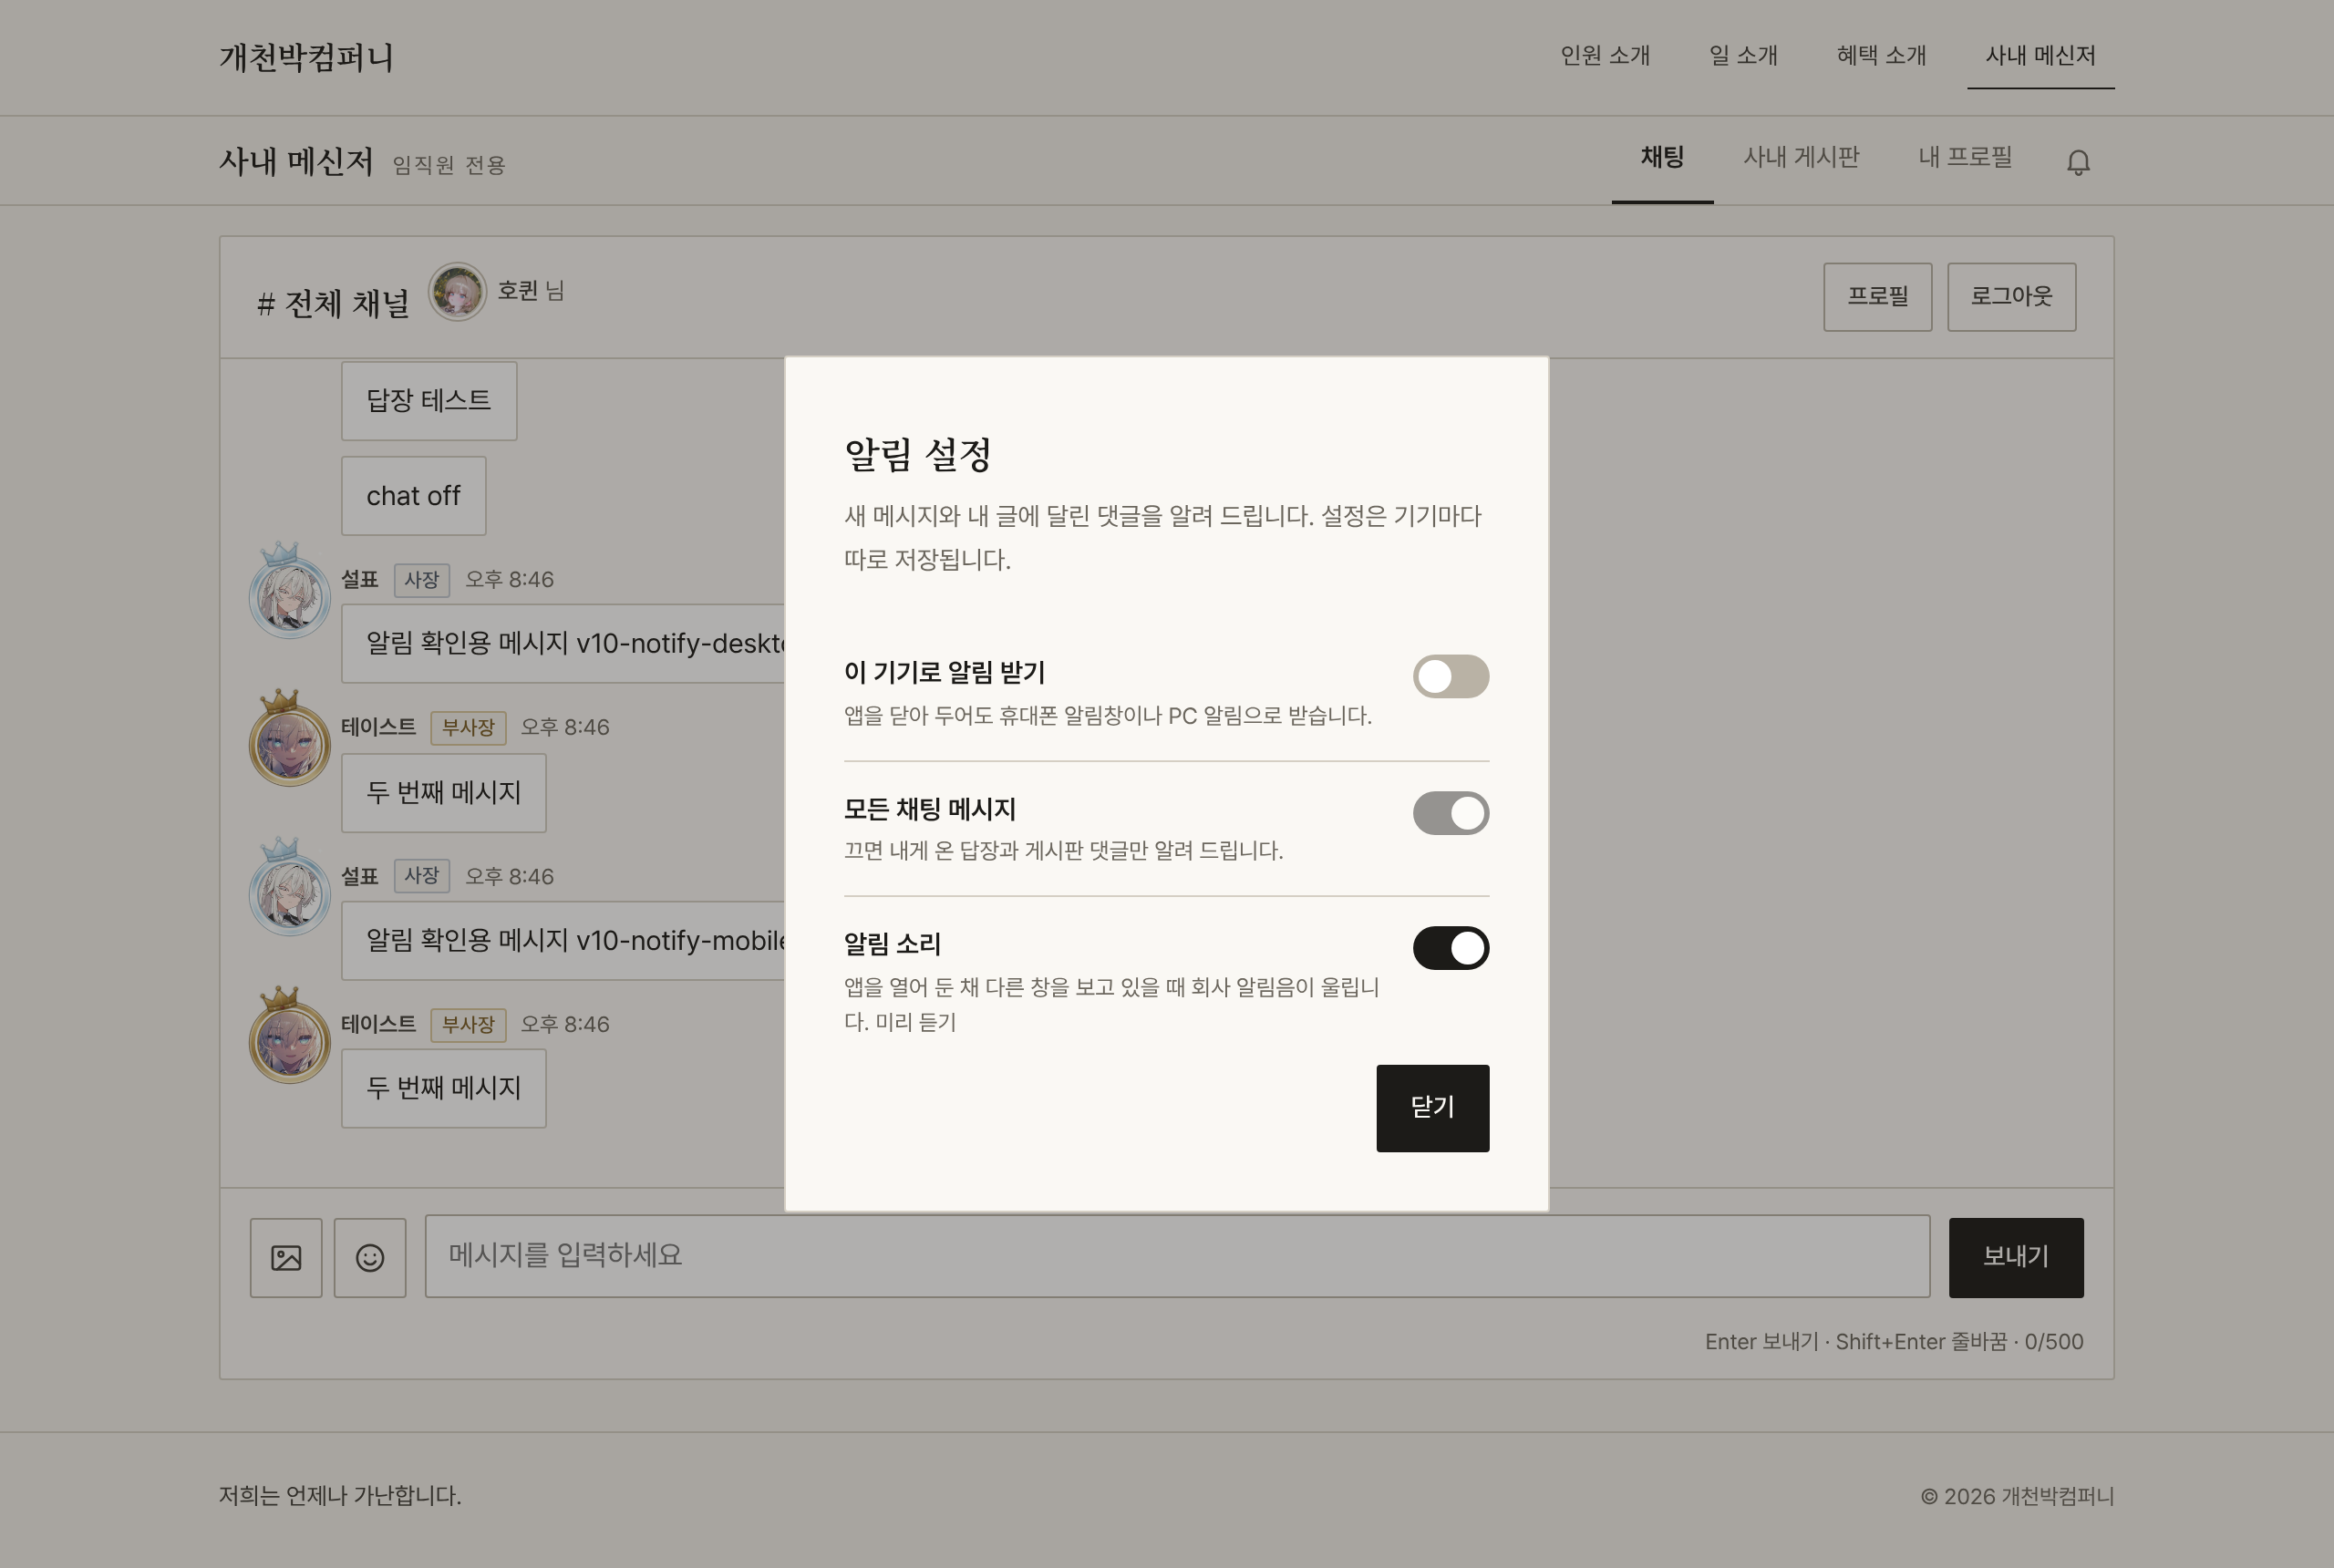 개천박컴퍼니
인원 소개
일 소개
혜택 소개
사내 메신저
사내 메신저 임직원 전용
채팅
사내 게시판
내 프로필
# 전체 채널
호퀸 님
프로필
로그아웃
답장 테스트
chat off
설표 사장 오후 8:46
알림 확인용 메시지 v10-notify-deskt
테이스트 부사장 오후 8:46
두 번째 메시지
설표 사장 오후 8:46
알림 확인용 메시지 v10-notify-mobile
테이스트 부사장 오후 8:46
두 번째 메시지
알림 설정
새 메시지와 내 글에 달린 댓글을 알려 드립니다. 설정은 기기마다
따로 저장됩니다.
이 기기로 알림 받기
앱을 닫아 두어도 휴대폰 알림창이나 PC 알림으로 받습니다.
모든 채팅 메시지
끄면 내게 온 답장과 게시판 댓글만 알려 드립니다.
알림 소리
앱을 열어 둔 채 다른 창을 보고 있을 때 회사 알림음이 울립니
다. 미리 듣기
닫기
메시지를 입력하세요
보내기
Enter 보내기 · Shift+Enter 줄바꿈 · 0/500
저희는 언제나 가난합니다.
© 2026 개천박컴퍼니